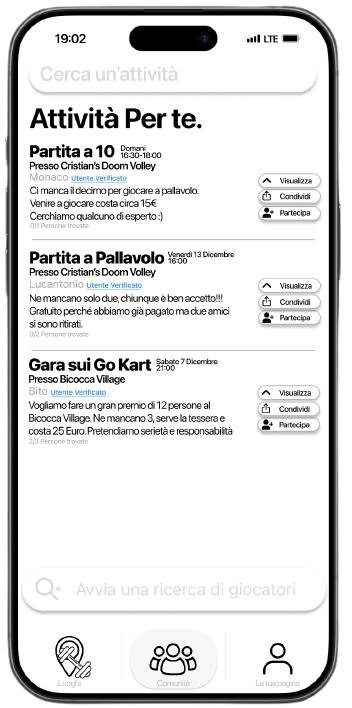 19:02
LTE
Cerca un'attività
Attività Per te.
Partita a 10 Domani
16:30-18:00
Presso Cristian's Doom Volley
Monaco Utente Verificato
Ci manca il decimo per giocare a pallavolo.
Venire a giocare costa circa 15€
Cerchiamo qualcuno di esperto :)
0/1 Persone trovate
Visualizza
Condividi
Partecipa
Partita a Pallavolo Venerdì 13 Dicembre
16:00
Presso Cristian's Doom Volley
Lucantonio Utente Verificato
Ne mancano solo due, chiunque è ben accetto!!!
Gratuito perché abbiamo già pagato ma due amici
si sono ritirati.
0/2 Persone trovate
Visualizza
Condividi
Partecipa
Gara sui Go Kart Sabato 7 Dicembre
21:00
Presso Bicocca Village
Bito Utente Verificato
Vogliamo fare un gran premio di 12 persone al
Bicocca Village. Ne mancano 3, serve la tessera e
costa 25 Euro. Pretendiamo serietà e responsabilità
2/3 Persone trovate
Visualizza
Condividi
Partecipa
Avvia una ricerca di giocatori
Luoghi
Comunità
La tua pagina